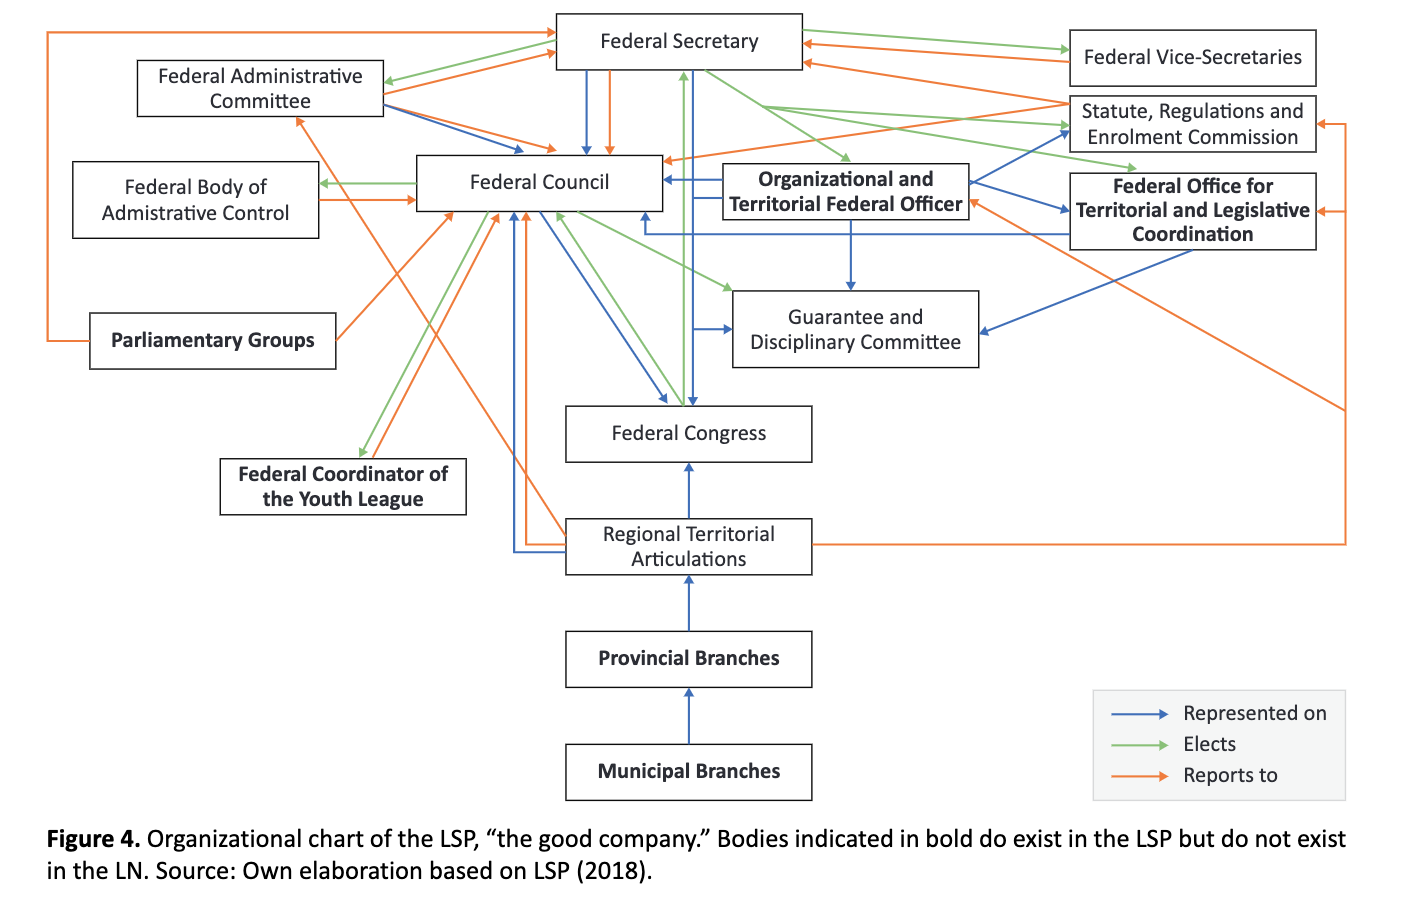 Federal Secretary
Federal Vice-Secretaries
Federal Administrative
Committee
Statute, Regulations and
Enrolment Commission
Federal Council
Organizational and
Territorial Federal Officer
Federal Office for
Territorial and Legislative
Coordination
Federal Body of
Admistrative Control
Guarantee and
Disciplinary Committee
Parliamentary Groups
Federal Congress
Federal Coordinator of
the Youth League
Regional Territorial
Articulations
Provincial Branches
Municipal Branches
Represented on
Elects
Reports to
Figure 4. Organizational chart of the LSP, “the good company.” Bodies indicated in bold do exist in the LSP but do not exist
in the LN. Source: Own elaboration based on LSP (2018).